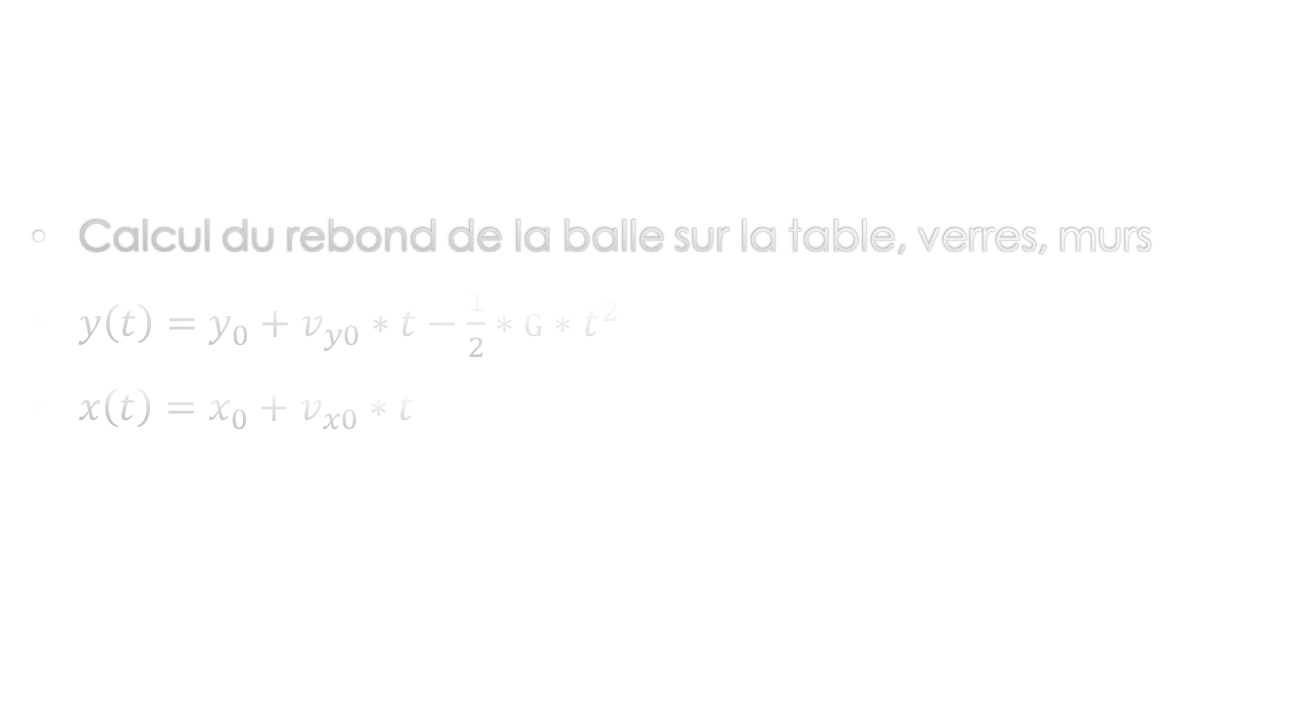 ○ Calcul du rebond de la balle sur la table, verres, murs
y(t) = y₀ + v_y0 * t − 1/2 * G * t²
x(t) = x₀ + v_x0 * t